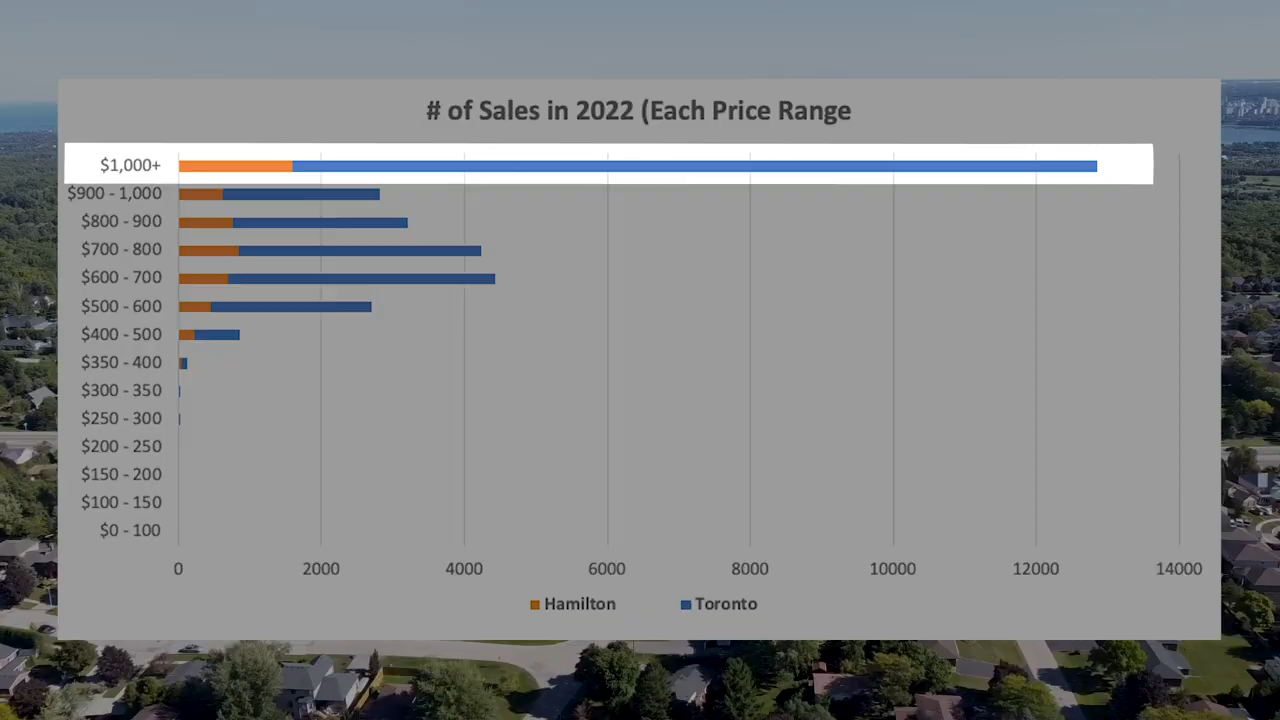 # of Sales in 2022 (Each Price Range
$1,000+
$900 - 1,000
$800 - 900
$700 - 800
$600 - 700
$500 - 600
$400 - 500
$350 - 400
$300 - 350
$250 - 300
$200 - 250
$150 - 200
$100 - 150
$0 - 100
0 2000 4000 6000 8000 10000 12000 14000
Hamilton Toronto